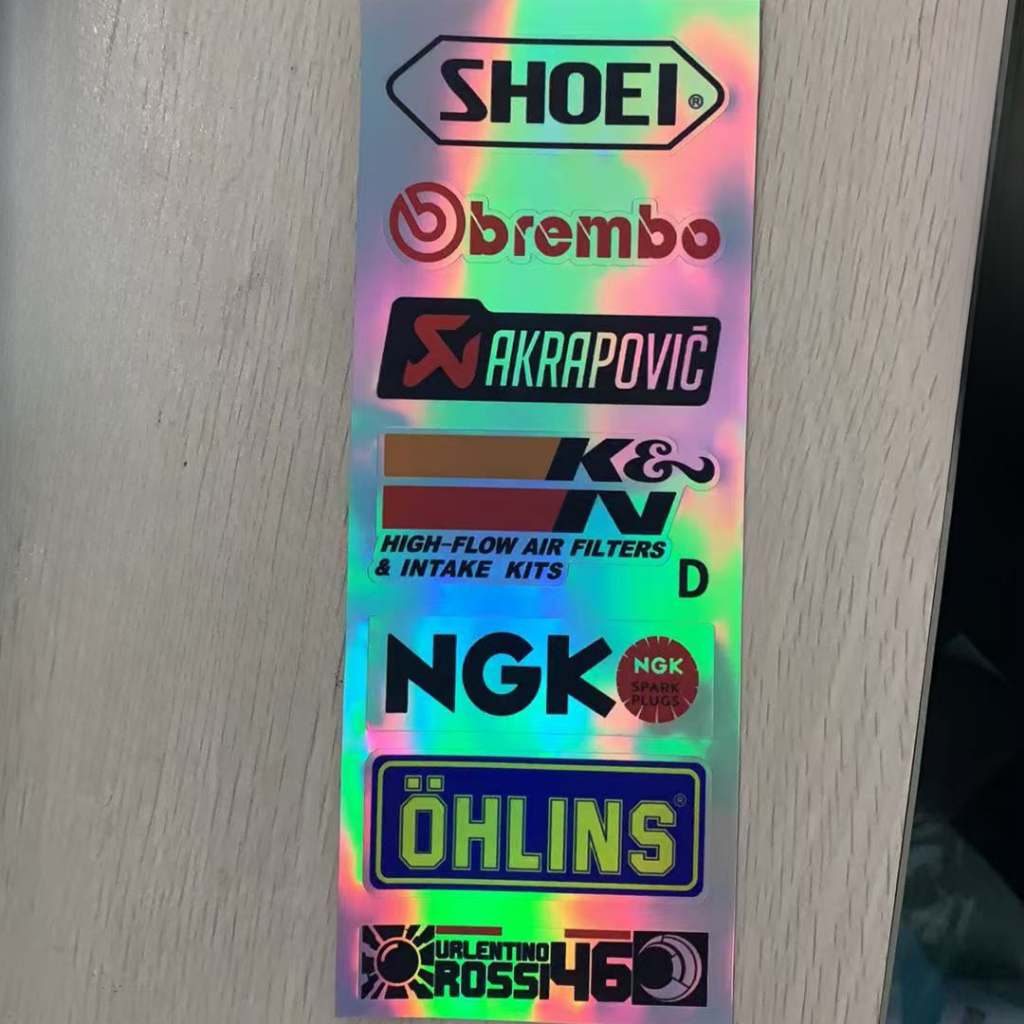 SHOEI®
brembo
AKRAPOVIČ
K&
N
HIGH-FLOW AIR FILTERS
& INTAKE KITS
D
NGK
NGK
SPARK
PLUGS
ÖHLINS®
URLENTINO
ROSSI 46